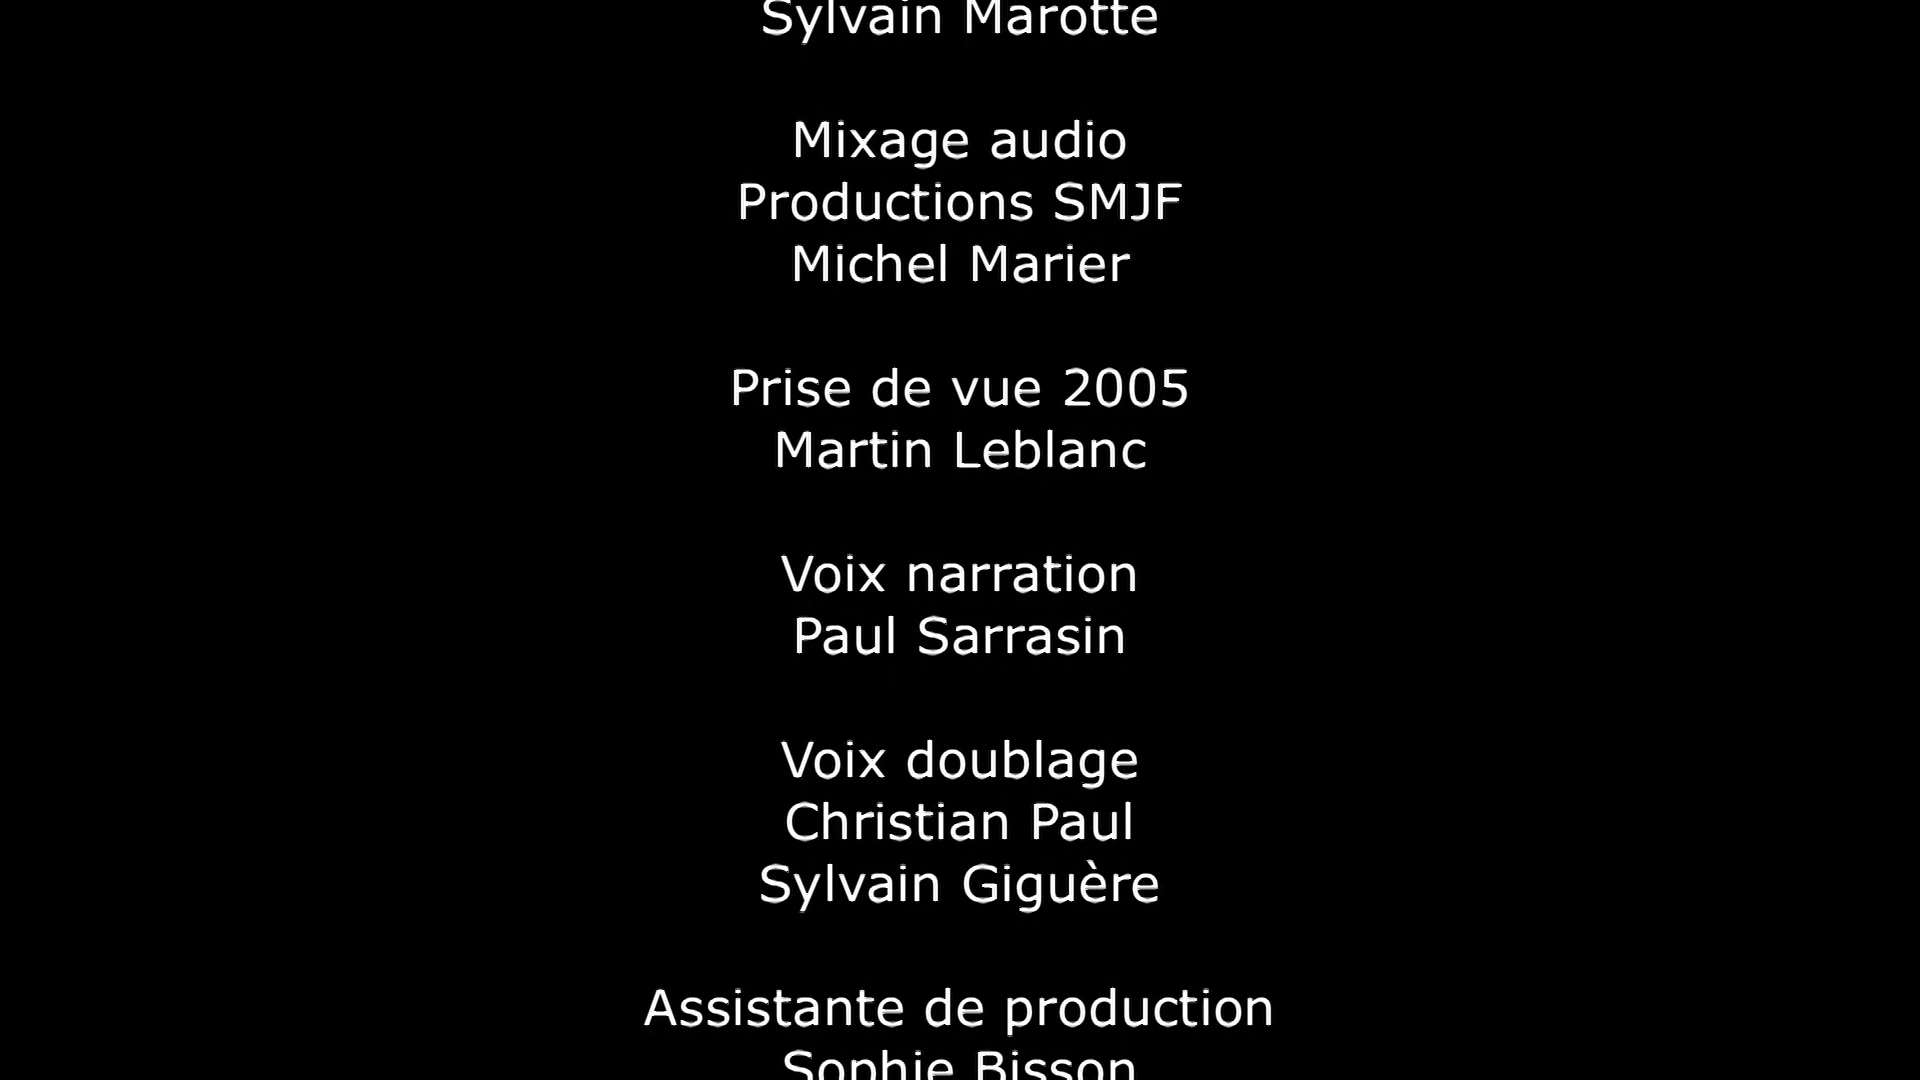 Sylvain Marotte
Mixage audio
Productions SMJF
Michel Marier
Prise de vue 2005
Martin Leblanc
Voix narration
Paul Sarrasin
Voix doublage
Christian Paul
Sylvain Giguère
Assistante de production
Sophie Bisson